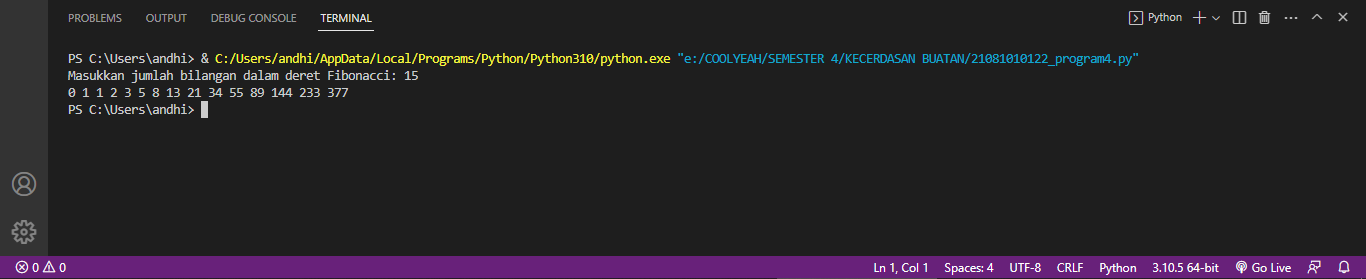 PROBLEMS OUTPUT DEBUG CONSOLE TERMINAL Python
PS C:\Users\andhi> & C:/Users/andhi/AppData/Local/Programs/Python/Python310/python.exe "e:/COOLYEAH/SEMESTER 4/KECERDASAN BUATAN/21081010122_program4.py"
Masukkan jumlah bilangan dalam deret Fibonacci: 15
0 1 1 2 3 5 8 13 21 34 55 89 144 233 377
PS C:\Users\andhi>
0 0 Ln 1, Col 1 Spaces: 4 UTF-8 CRLF Python 3.10.5 64-bit Go Live